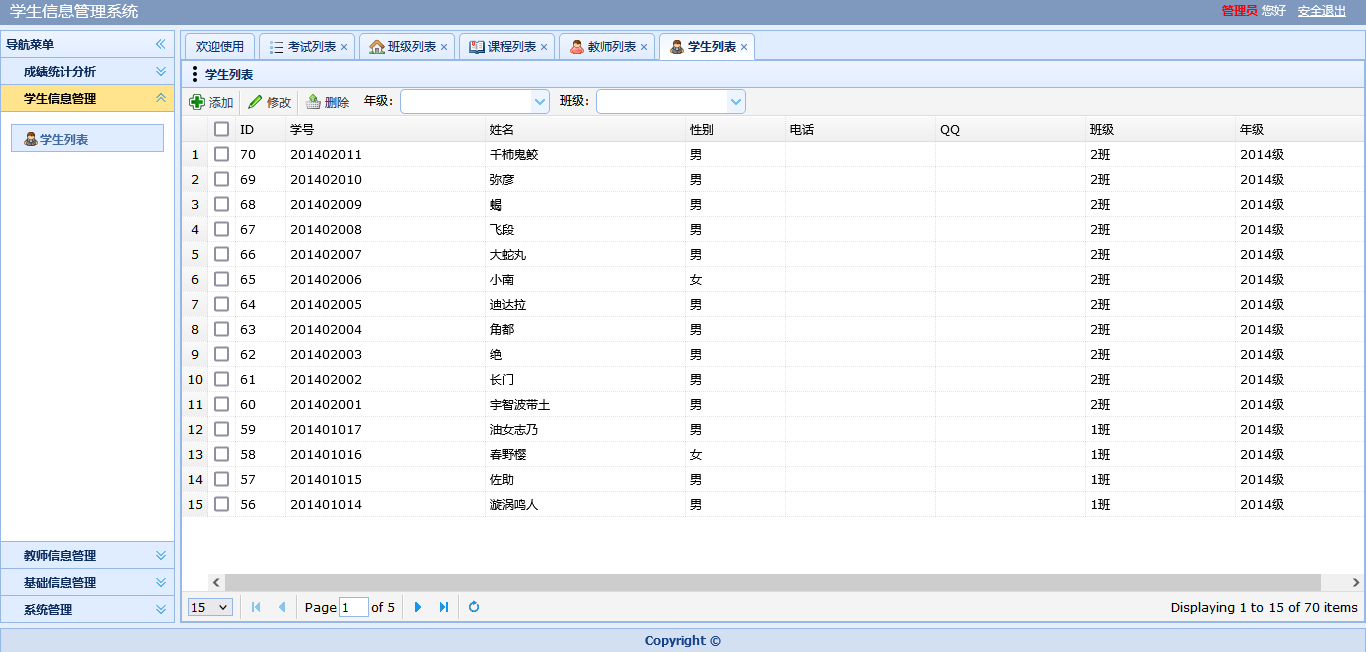 学生信息管理系统 管理员 您好 安全退出
导航菜单
成绩统计分析
学生信息管理
学生列表
教师信息管理
基础信息管理
系统管理
欢迎使用 考试列表 班级列表 课程列表 教师列表 学生列表
学生列表
添加 修改 删除 年级: 班级:
ID 学号 姓名 性别 电话 QQ 班级 年级
1 70 201402011 千柿鬼鲛 男 2班 2014级
2 69 201402010 弥彦 男 2班 2014级
3 68 201402009 蝎 男 2班 2014级
4 67 201402008 飞段 男 2班 2014级
5 66 201402007 大蛇丸 男 2班 2014级
6 65 201402006 小南 女 2班 2014级
7 64 201402005 迪达拉 男 2班 2014级
8 63 201402004 角都 男 2班 2014级
9 62 201402003 绝 男 2班 2014级
10 61 201402002 长门 男 2班 2014级
11 60 201402001 宇智波带土 男 2班 2014级
12 59 201401017 油女志乃 男 1班 2014级
13 58 201401016 春野樱 女 1班 2014级
14 57 201401015 佐助 男 1班 2014级
15 56 201401014 漩涡鸣人 男 1班 2014级
15 Page 1 of 5 Displaying 1 to 15 of 70 items
Copyright ©